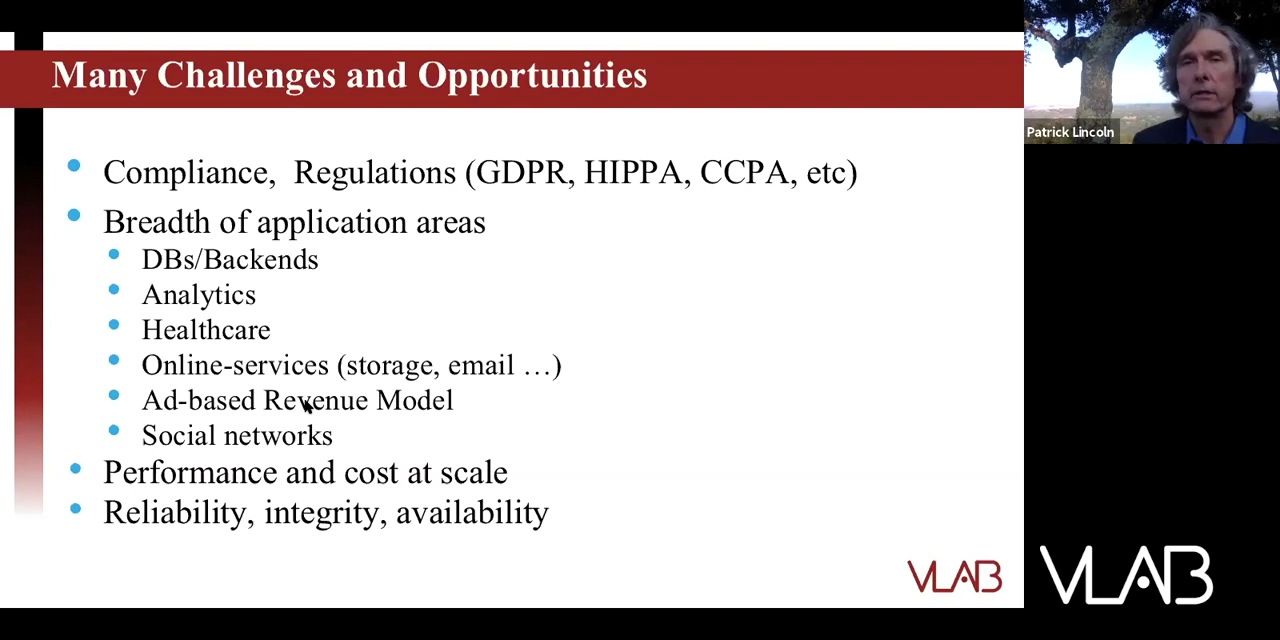 Many Challenges and Opportunities
Compliance,  Regulations (GDPR, HIPPA, CCPA, etc)
Breadth of application areas
DBs/Backends
Analytics
Healthcare
Online-services (storage, email …)
Ad-based Revenue Model
Social networks
Performance and cost at scale
Reliability, integrity, availability
VLAB
Patrick Lincoln
VLAB